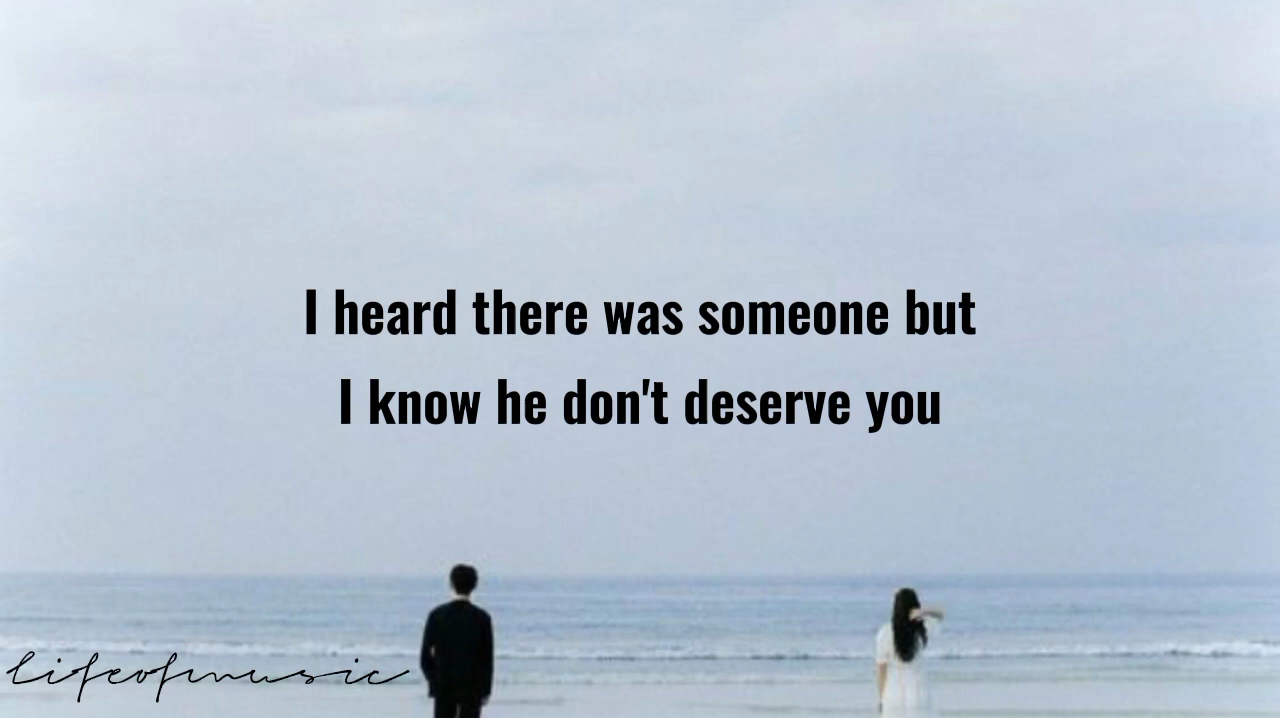 I heard there was someone but
I know he don't deserve you
lifeofmusic